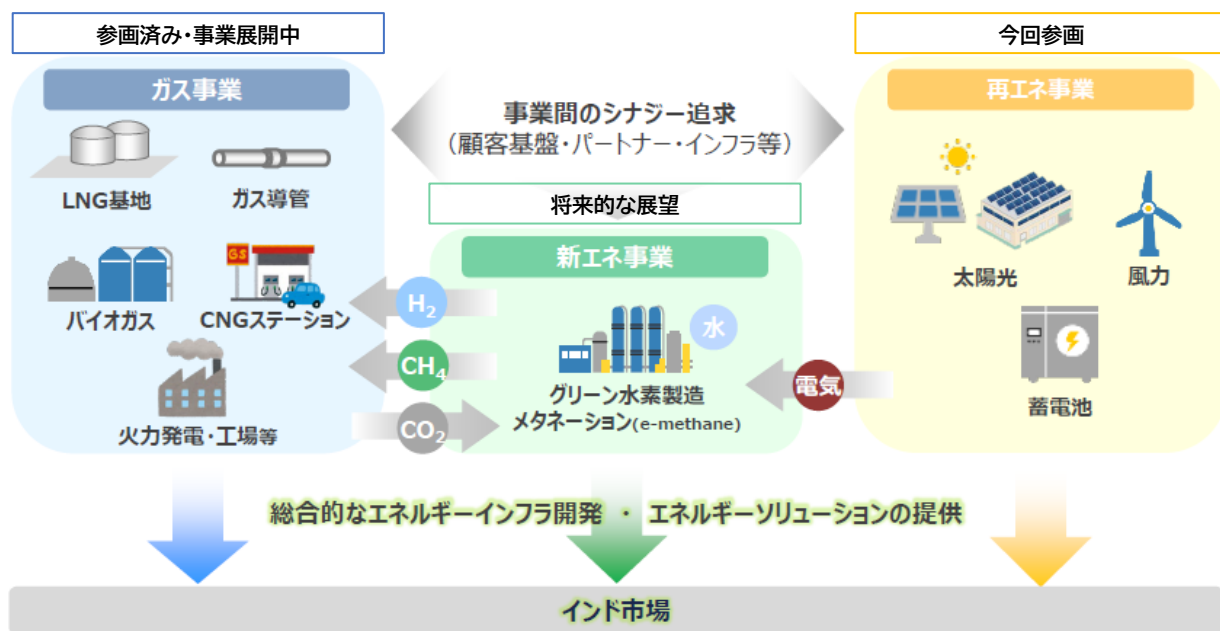 参画済み・事業展開中
今回参画
ガス事業
再エネ事業
事業間のシナジー追求
（顧客基盤・パートナー・インフラ等）
LNG基地
ガス導管
将来的な展望
新エネ事業
太陽光
風力
GS
バイオガス
CNGステーション
H₂
水
CH₄
電気
グリーン水素製造
メタネーション(e-methane)
蓄電池
火力発電・工場等
CO₂
総合的なエネルギーインフラ開発 ・ エネルギーソリューションの提供
インド市場